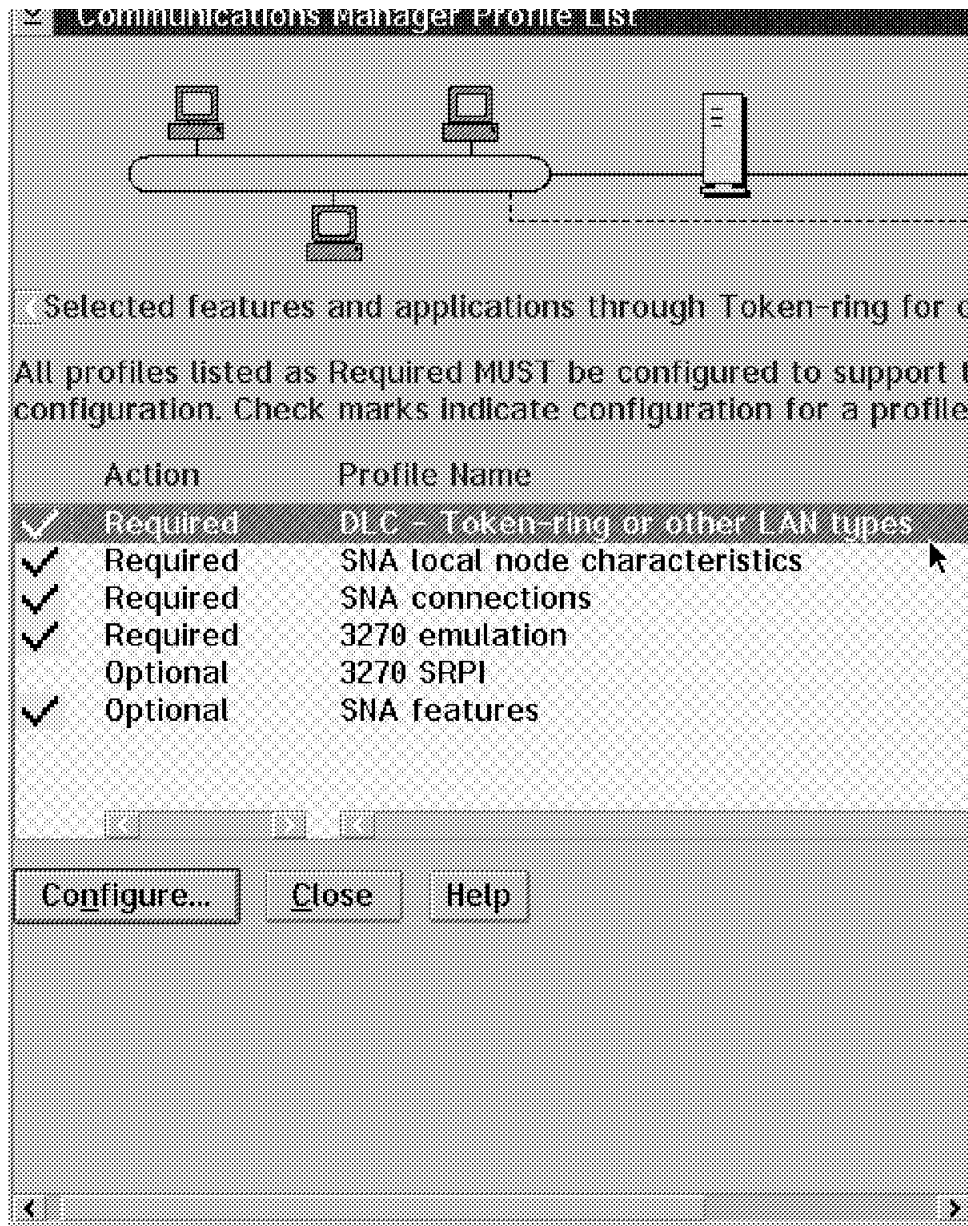 Communications Manager Profile List
Selected features and applications through Token-ring for
All profiles listed as Required MUST be configured to support
configuration. Check marks indicate configuration for a profile
Action Profile Name
Required DLC - Token-ring or other LAN types
Required SNA local node characteristics
Required SNA connections
Required 3270 emulation
Optional 3270 SRPI
Optional SNA features
Configure... Close Help